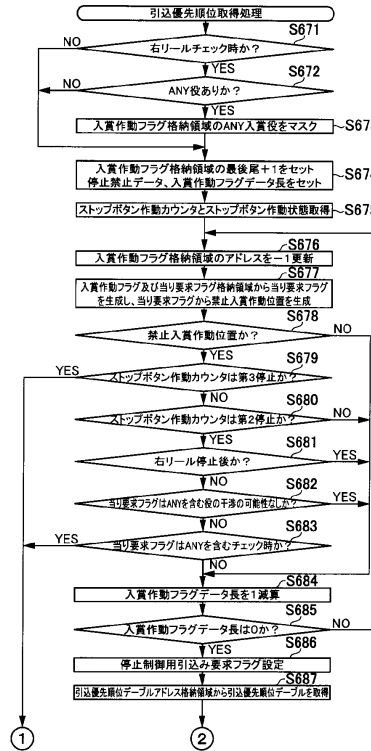 引込優先順位取得処理
S671
右リールチェック時か?
NO
YES
S672
ANY役ありか?
NO
YES
入賞作動フラグ格納領域のANY入賞役をマスク
S673
入賞作動フラグ格納領域の最後尾+1をセット
停止禁止データ、入賞作動フラグデータ長をセット
S674
ストップボタン作動カウンタとストップボタン作動状態取得
S675
S676
入賞作動フラグ格納領域のアドレスを-1更新
S677
入賞作動フラグ及び当り要求フラグ格納領域から当り要求フラグ
を生成し、当り要求フラグから禁止入賞作動位置を生成
S678
禁止入賞作動位置か?
NO
YES
S679
ストップボタン作動カウンタは第3停止か?
YES
NO
S680
ストップボタン作動カウンタは第2停止か?
NO
YES
S681
右リール停止後か?
YES
NO
S682
当り要求フラグはANYを含む役の干渉の可能性なしか?
YES
NO
S683
当り要求フラグはANYを含むチェック時か?
YES
NO
S684
入賞作動フラグデータ長を1減算
S685
入賞作動フラグデータ長は0か?
NO
YES
S686
停止制御用引込み要求フラグ設定
S687
引込優先順位テーブルアドレス格納領域から引込優先順位テーブルを取得
1
2